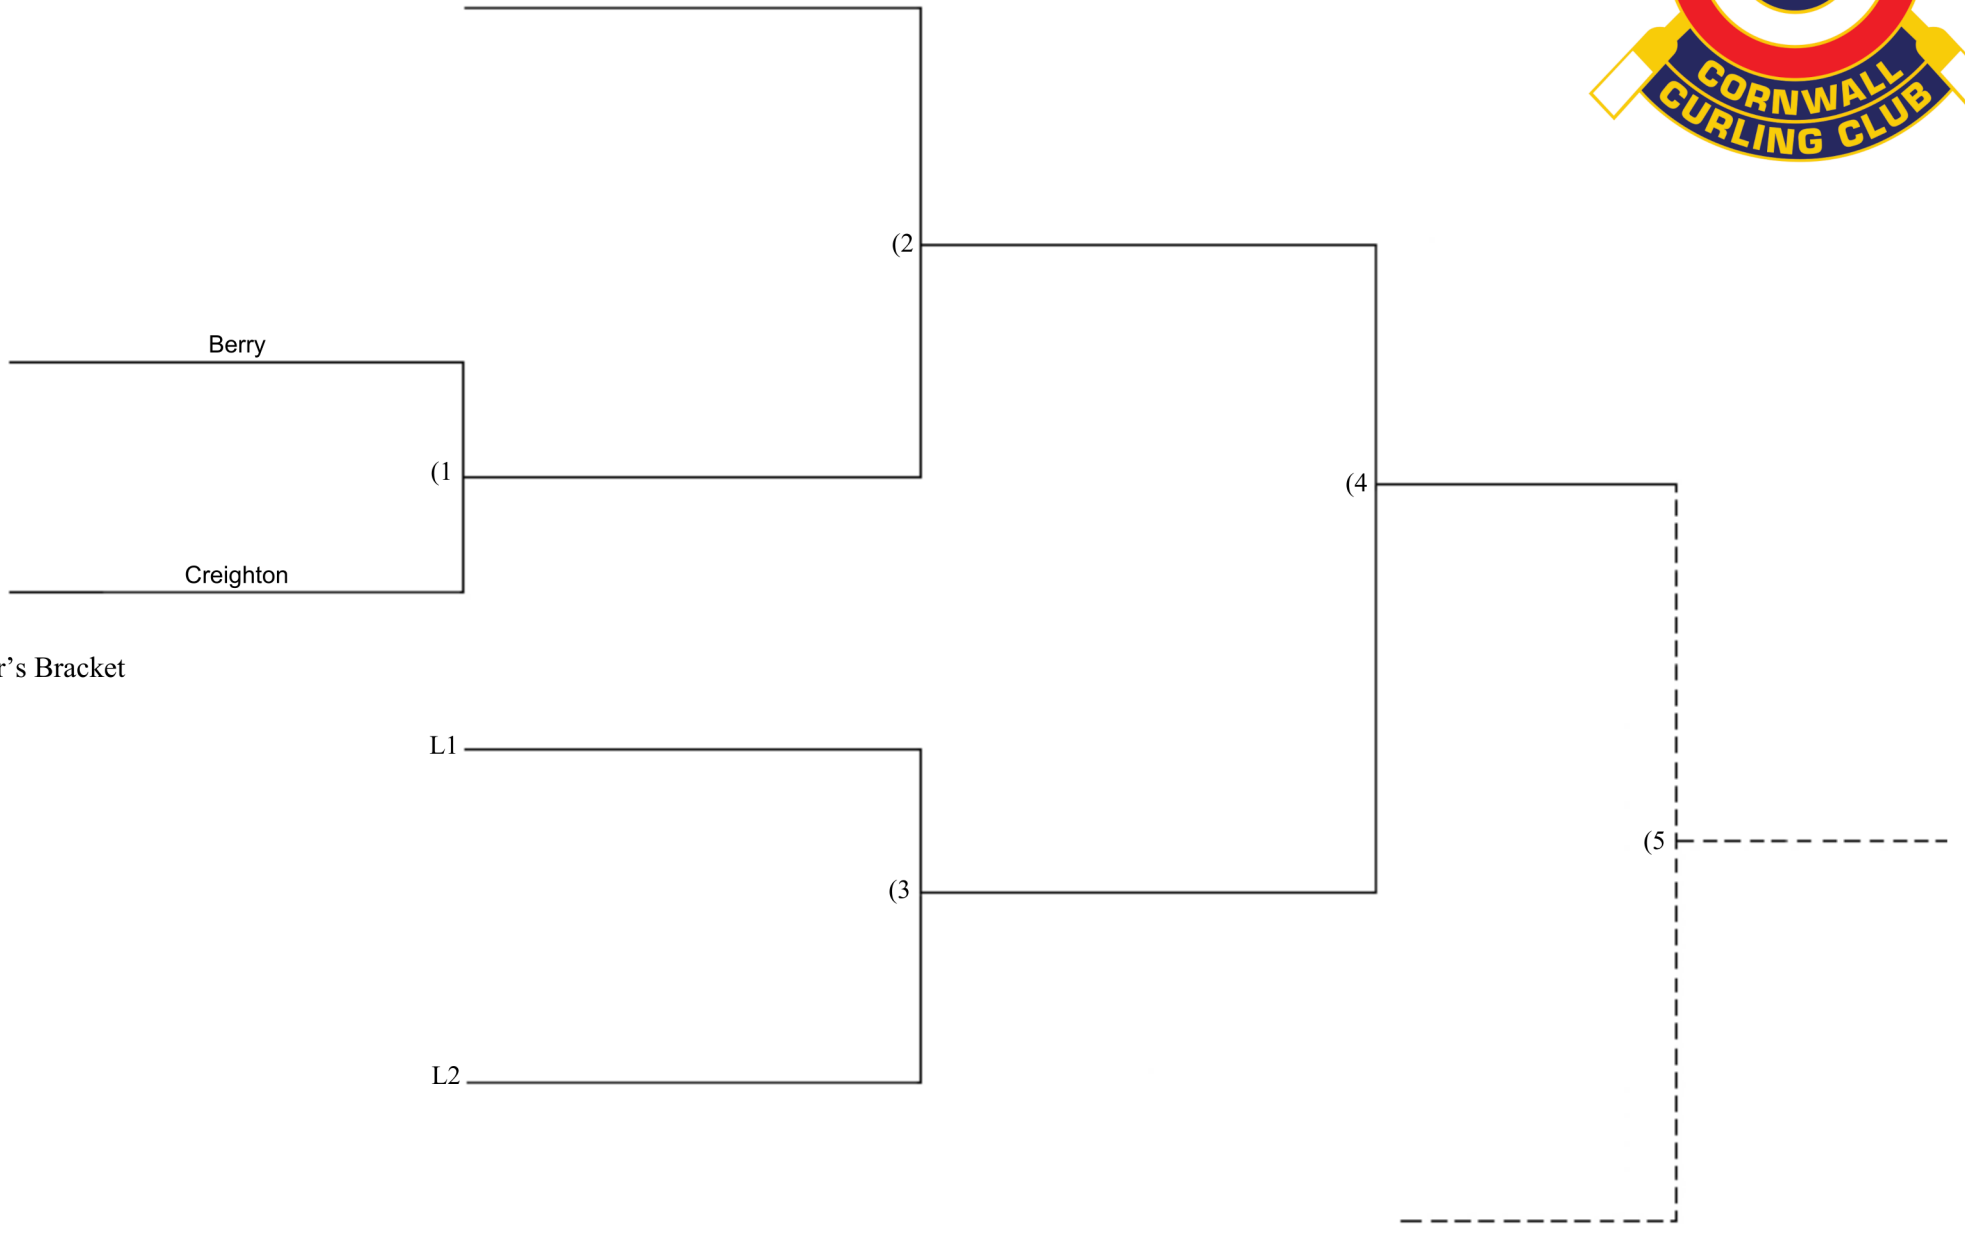 CORNWALL
CURLING CLUB
(2
Berry
(1
(4
Creighton
r’s Bracket
L1
(5
(3
L2